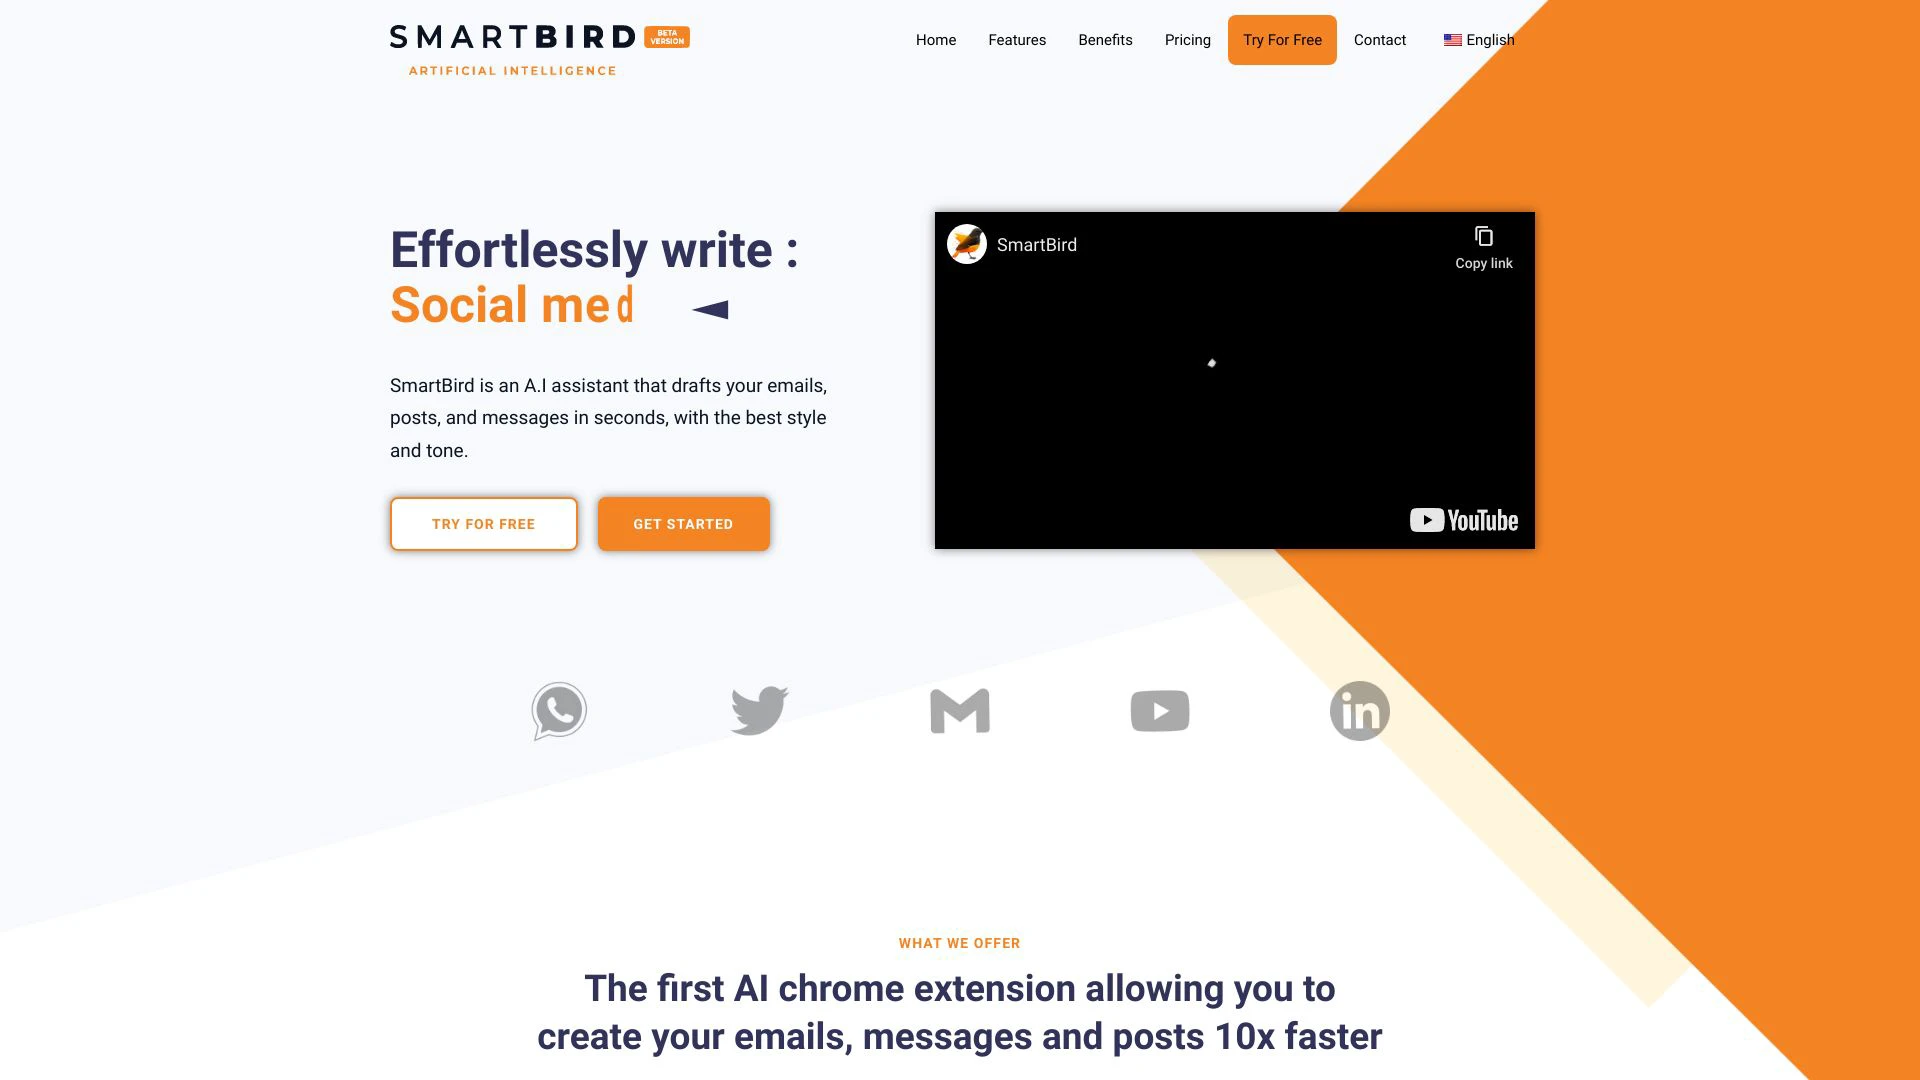 SMARTBIRD
BETA
VERSION
ARTIFICIAL INTELLIGENCE
Home
Features
Benefits
Pricing
Try For Free
Contact
English
Effortlessly write :
Social med
SmartBird is an A.I assistant that drafts your emails,
posts, and messages in seconds, with the best style
and tone.
TRY FOR FREE
GET STARTED
SmartBird
Copy link
YouTube
in
WHAT WE OFFER
The first AI chrome extension allowing you to
create your emails, messages and posts 10x faster